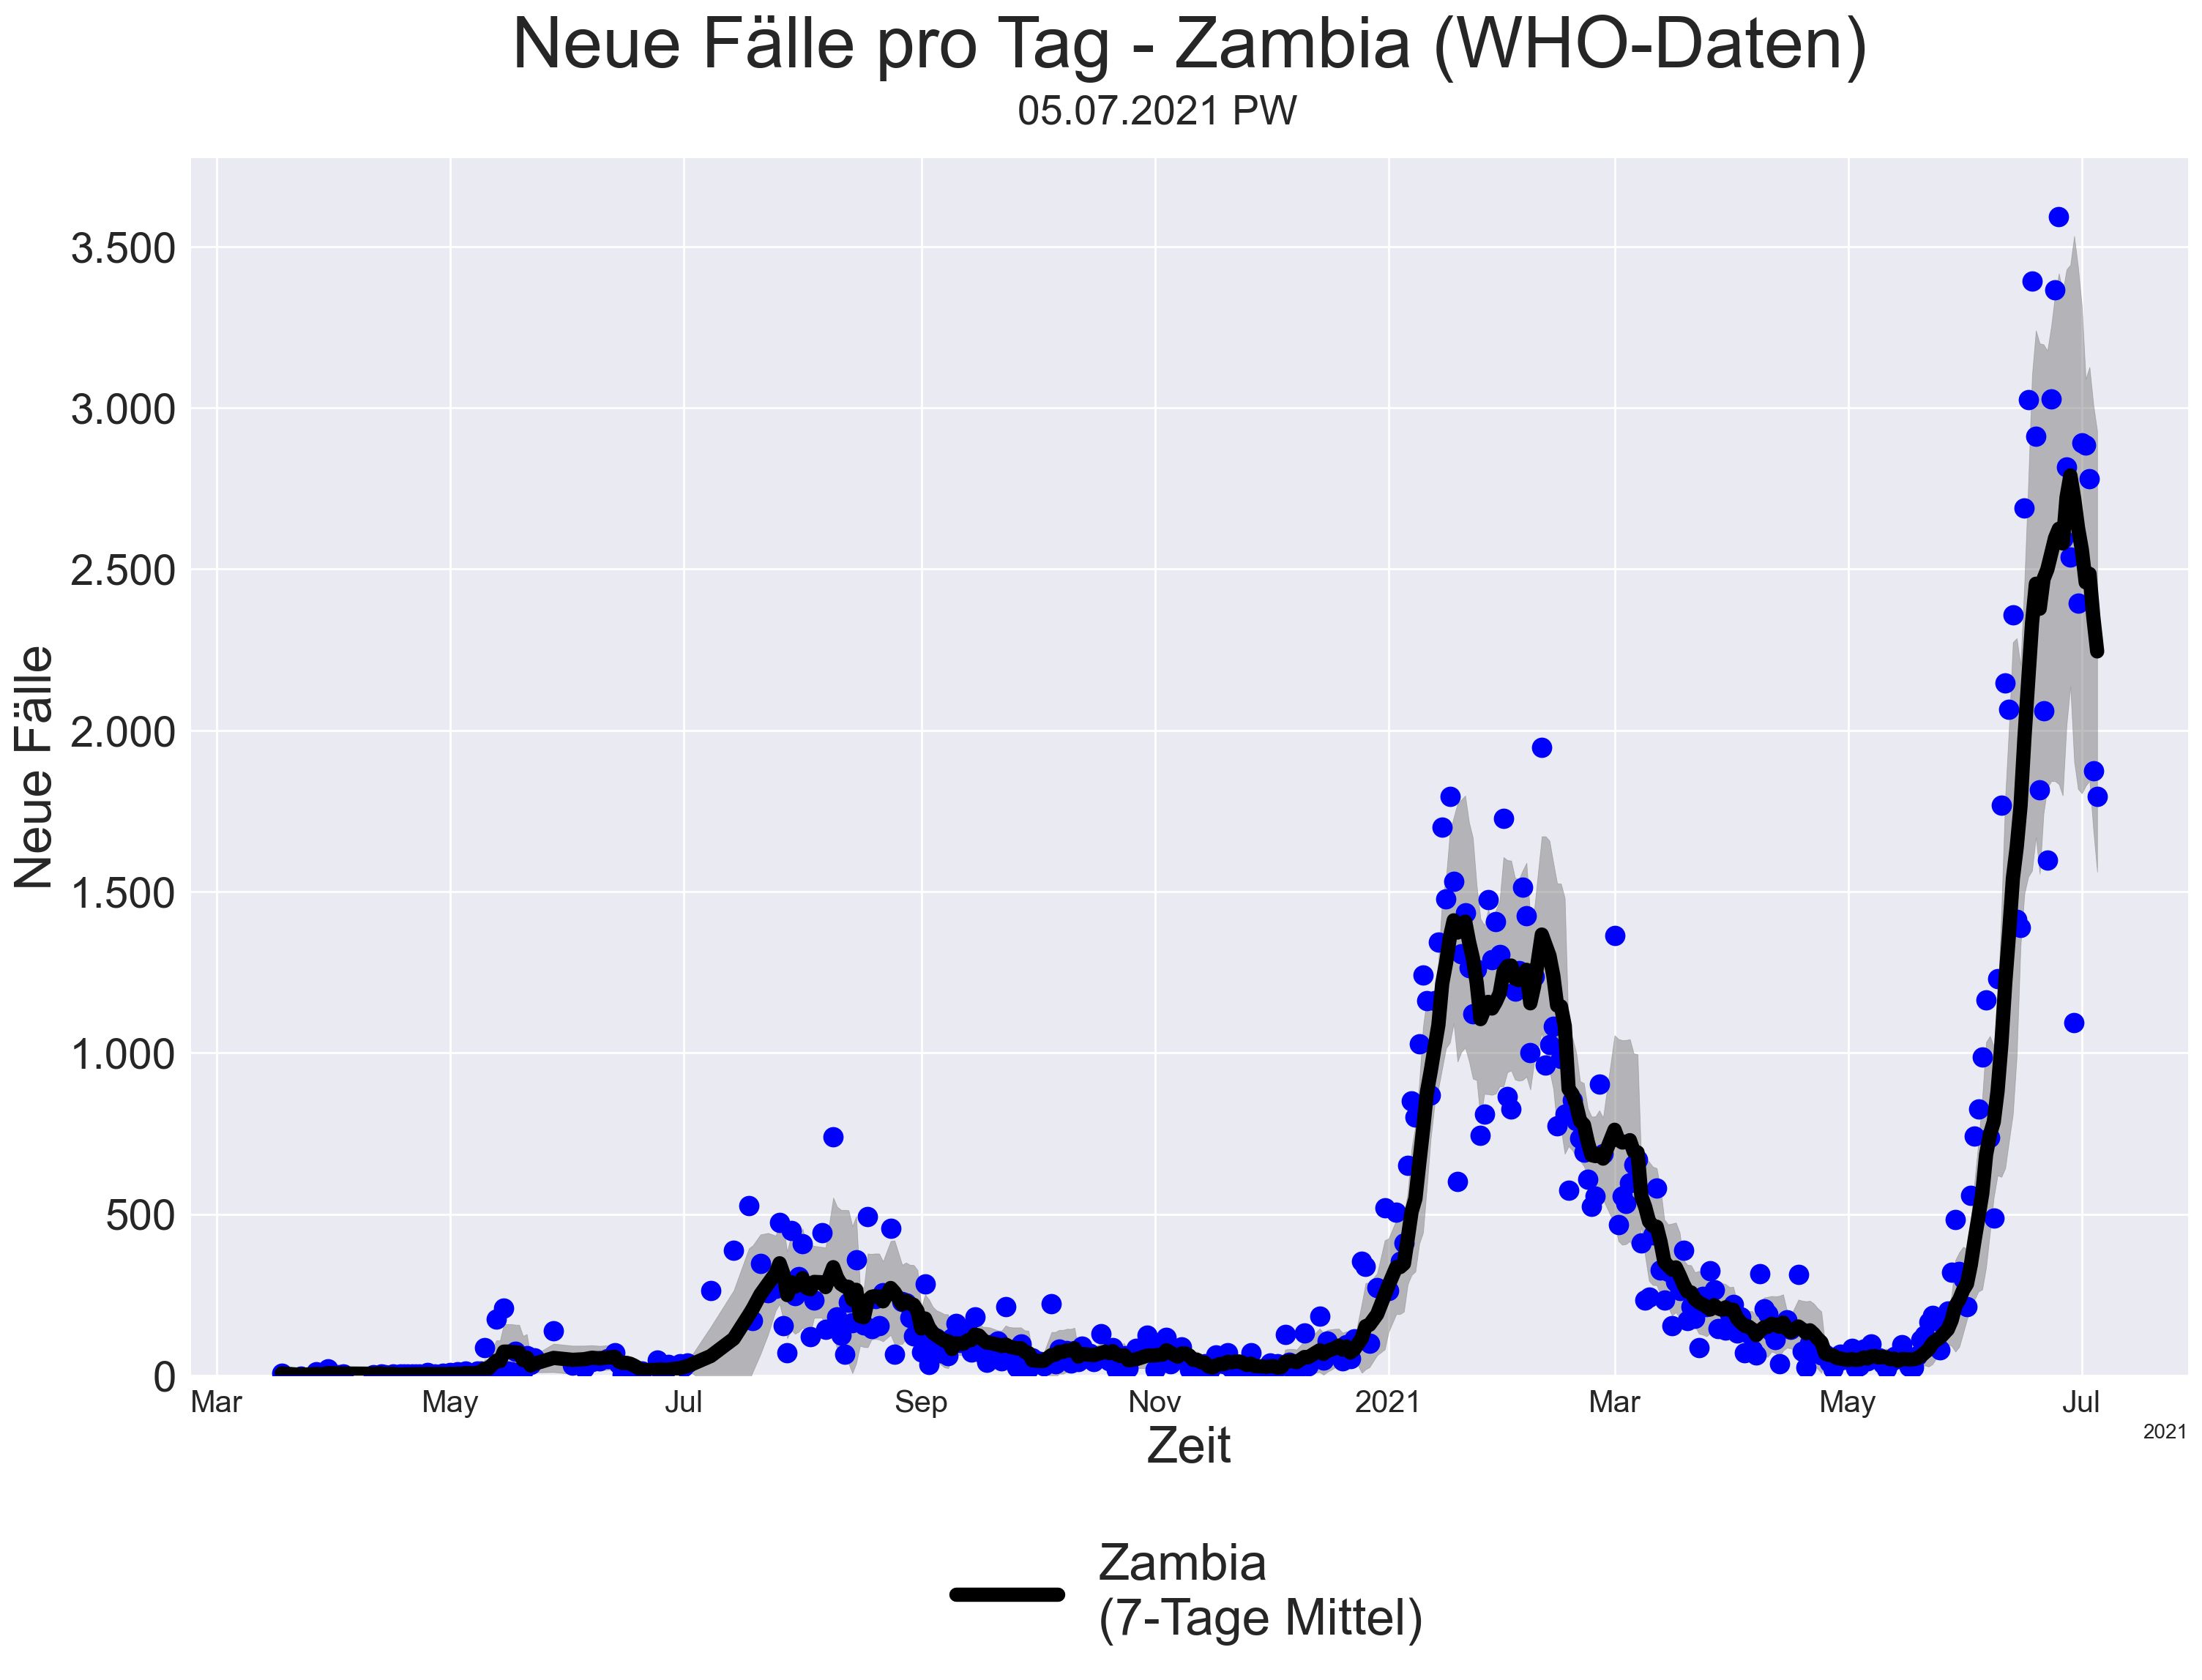 Neue Fälle pro Tag - Zambia (WHO-Daten)
05.07.2021 PW
Neue Fälle
3.500
3.000
2.500
2.000
1.500
1.000
500
0
Mar May Jul Sep Nov 2021 Mar May Jul
2021
Zeit
Zambia
(7-Tage Mittel)